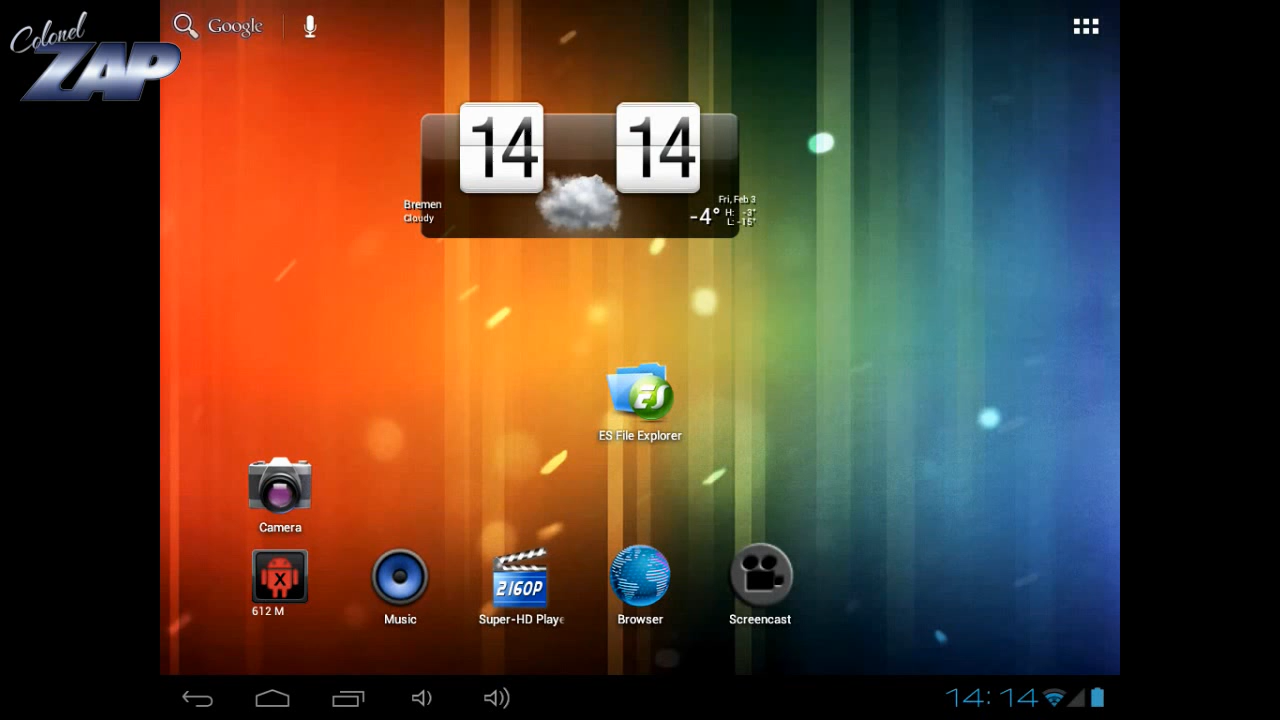 Colonel
ZAP
Google
14 14
Bremen
Cloudy
Fri, Feb 3
-4° H: -3°
L: -15°
ES
ES File Explorer
Camera
X
612 M
Music
2160P
Super-HD Playe
Browser
Screencast
14:14